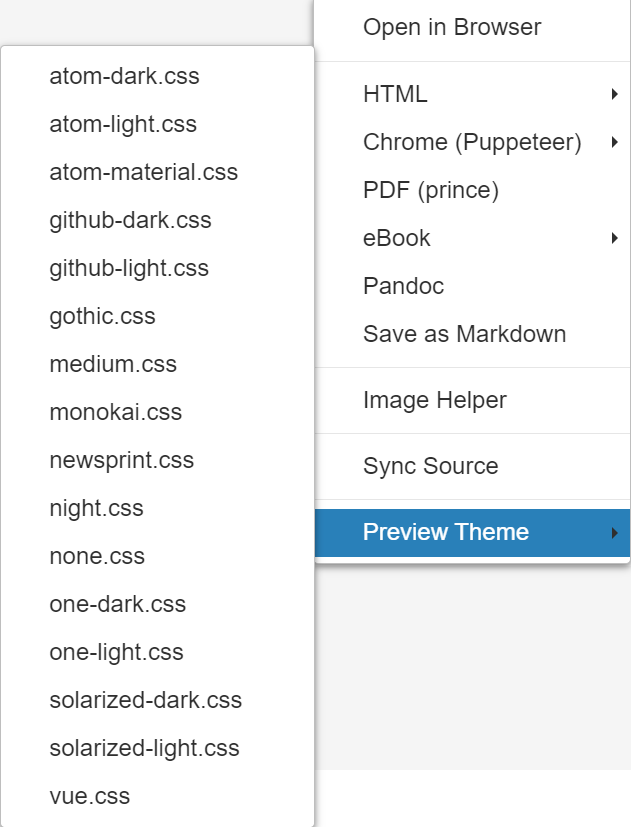 Open in Browser
HTML
Chrome (Puppeteer)
PDF (prince)
eBook
Pandoc
Save as Markdown
Image Helper
Sync Source
Preview Theme
atom-dark.css
atom-light.css
atom-material.css
github-dark.css
github-light.css
gothic.css
medium.css
monokai.css
newsprint.css
night.css
none.css
one-dark.css
one-light.css
solarized-dark.css
solarized-light.css
vue.css